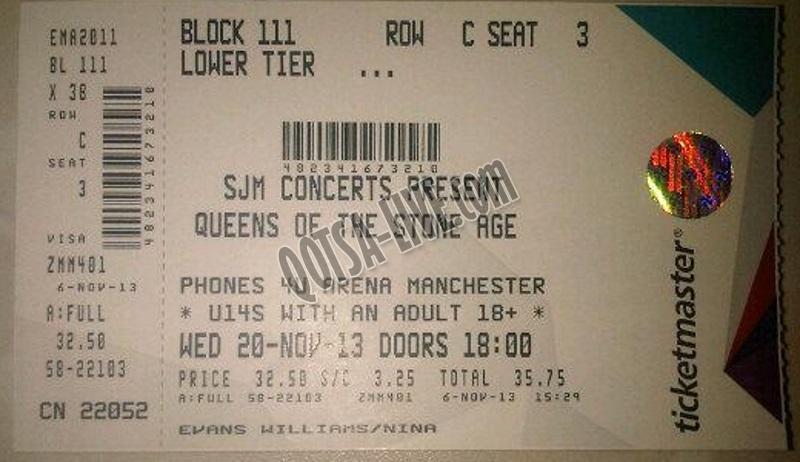 EMA2011
BL 111
X 38
ROW
C
SEAT
3
VISA
ZMM401
6-NOV-13
A:FULL
32.50
58-22103
CN 22052
482341673210
BLOCK 111 ROW C SEAT 3
LOWER TIER ...
482341673210
SJM CONCERTS PRESENT
QUEENS OF THE STONE AGE
PHONES 4U ARENA MANCHESTER
* U14S WITH AN ADULT 18+ *
WED 20-NOV-13 DOORS 18:00
PRICE 32.50 S/C 3.25 TOTAL 35.75
A:FULL 58-22103 ZMM401 6-NOV-13 15:29
EVANS WILLIAMS/NINA
ticketmaster®
QOTSA-LIVE.com